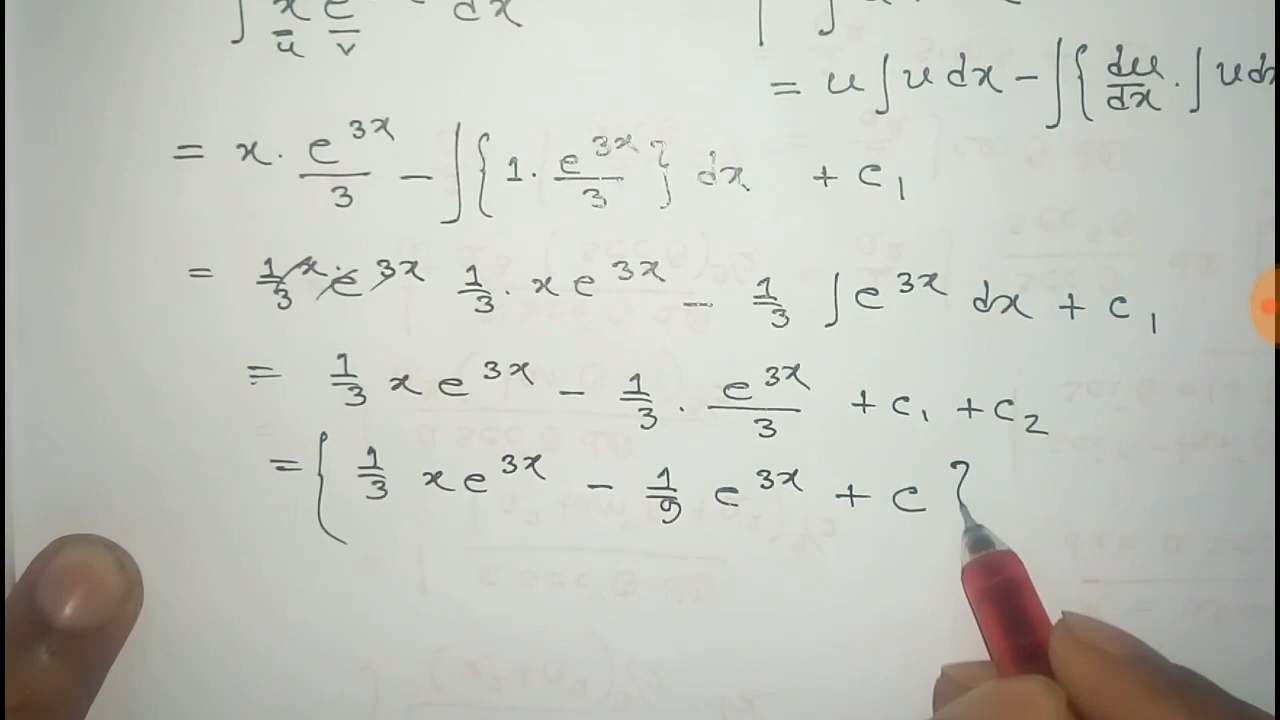 ∫ x e dx
u v
= u ∫ v dx − ∫ { du/dx . ∫ v dx
= x . e^{3x}/3 − ∫ { 1 . e^{3x}/3 } dx + c₁
= 1/3 . x e^{3x} − 1/3 ∫ e^{3x} dx + c₁
= 1/3 x e^{3x} − 1/3 . e^{3x}/3 + c₁ + c₂
= { 1/3 x e^{3x} − 1/9 e^{3x} + c }